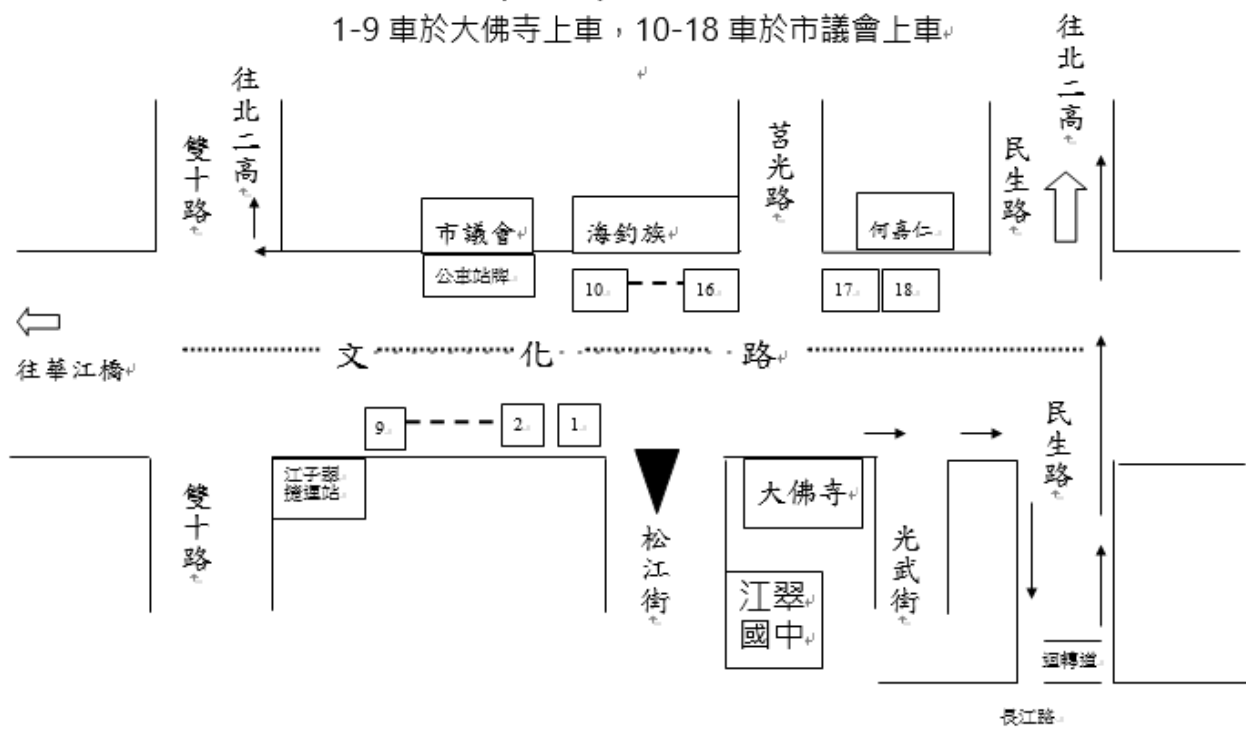 1-9 車於大佛寺上車，10-18 車於市議會上車
往北二高
往北二高
雙十路
莒光路
民生路
市議會
海釣族
何嘉仁
公車站牌
10
16
17
18
往華江橋
文化路
9
2
1
民生路
江子翠
捷運站
大佛寺
雙十路
松江街
光武街
江翠
國中
迴轉道
長江路